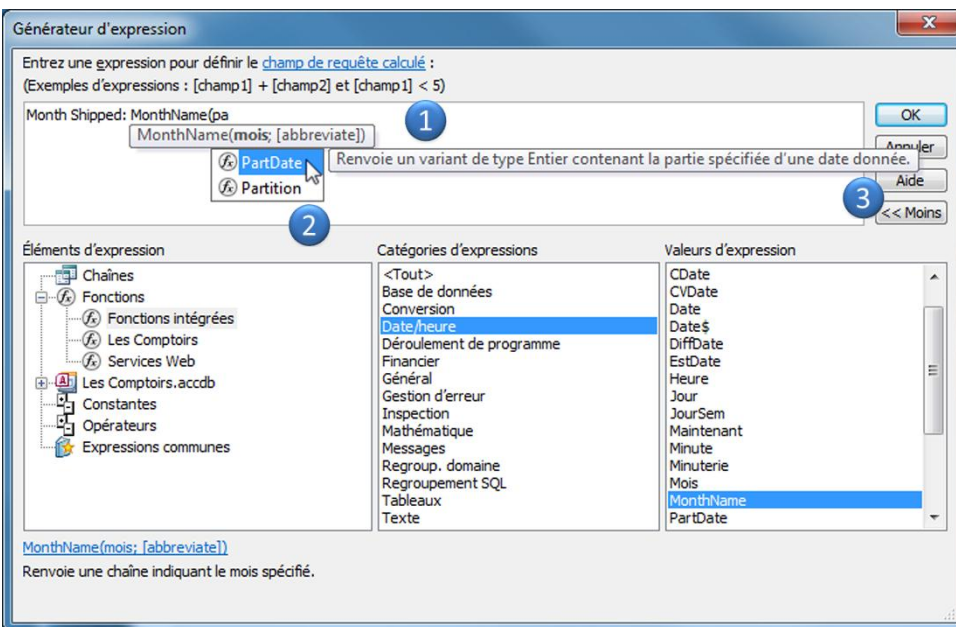 Générateur d'expression
Entrez une expression pour définir le champ de requête calculé :
(Exemples d'expressions : [champ1] + [champ2] et [champ1] < 5)
Month Shipped: MonthName(pa
MonthName(mois; [abbreviate])
PartDate
Renvoie un variant de type Entier contenant la partie spécifiée d'une date donnée.
Partition
1
2
3
OK
Annuler
Aide
<< Moins
Éléments d'expression
Chaînes
Fonctions
Fonctions intégrées
Les Comptoirs
Services Web
Les Comptoirs.accdb
Constantes
Opérateurs
Expressions communes
Catégories d'expressions
<Tout>
Base de données
Conversion
Date/heure
Déroulement de programme
Financier
Général
Gestion d'erreur
Inspection
Mathématique
Messages
Regroup. domaine
Regroupement SQL
Tableaux
Texte
Valeurs d'expression
CDate
CVDate
Date
Date$
DiffDate
EstDate
Heure
Jour
JourSem
Maintenant
Minute
Minuterie
Mois
MonthName
PartDate
MonthName(mois; [abbreviate])
Renvoie une chaîne indiquant le mois spécifié.